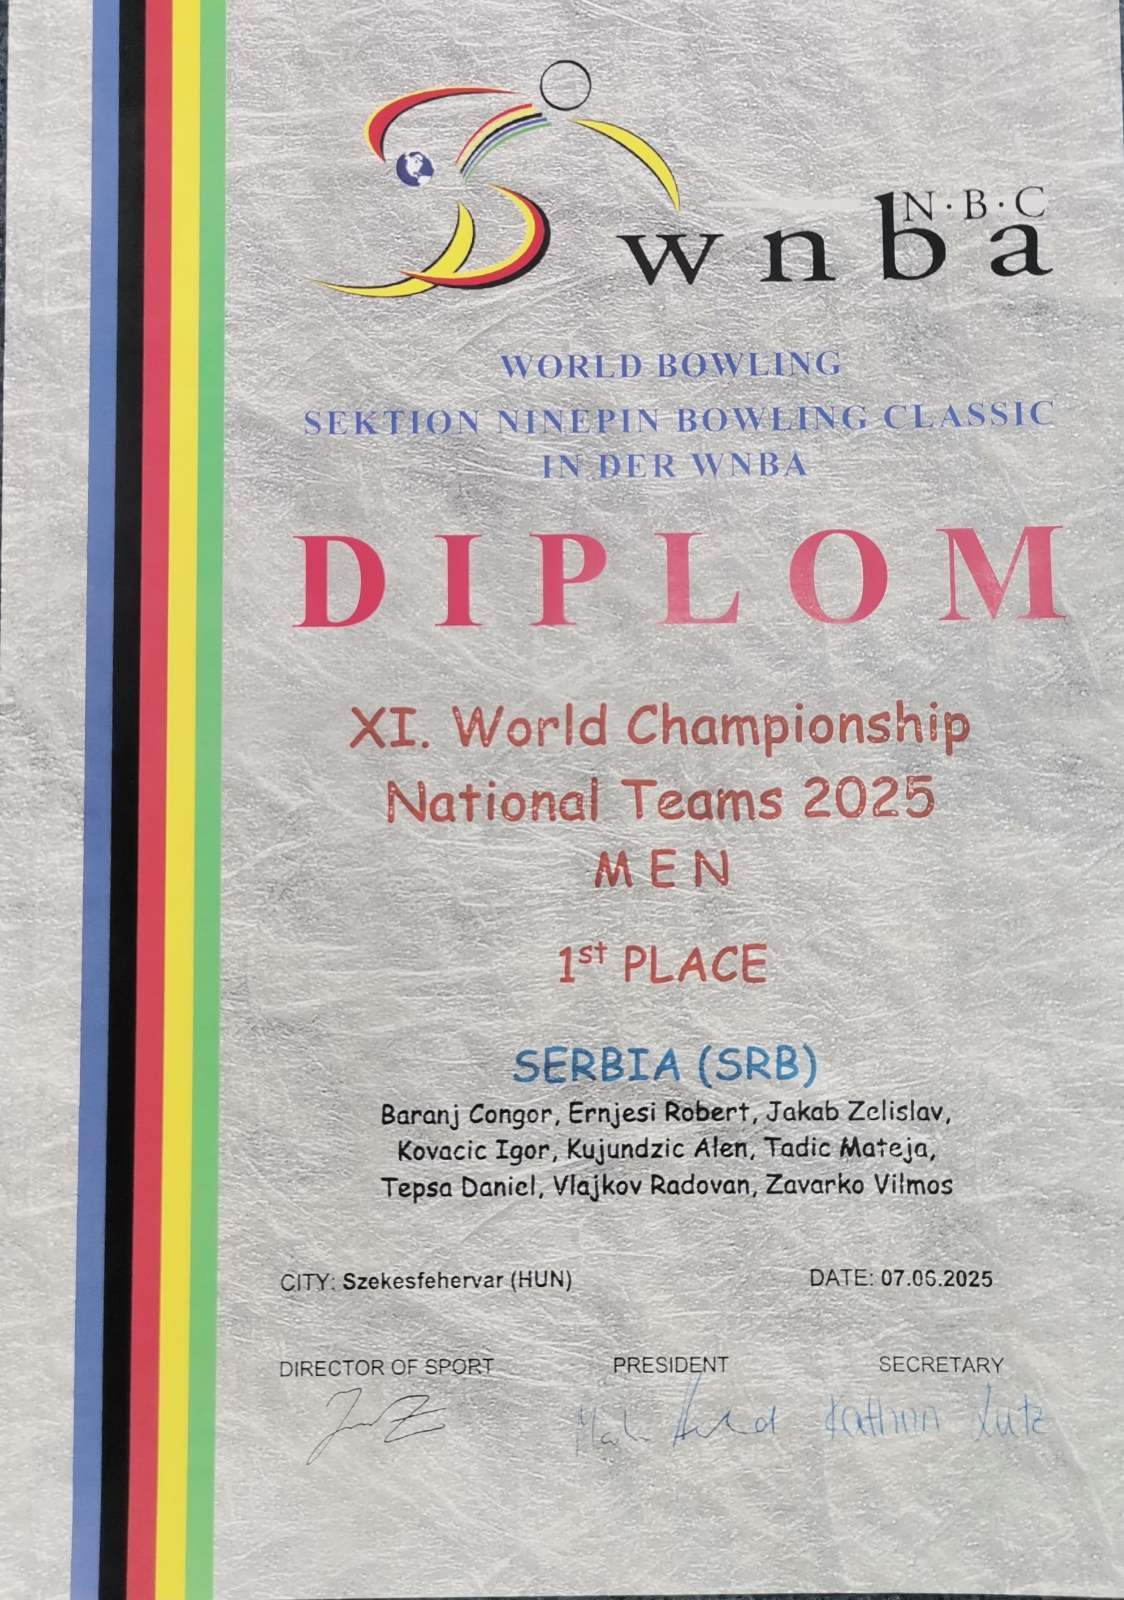 N·B·C
wnba
WORLD BOWLING
SEKTION NINEPIN BOWLING CLASSIC
IN DER WNBA
DIPLOM
XI. World Championship
National Teams 2025
MEN
1st PLACE
SERBIA (SRB)
Baranj Congor, Ernjesi Robert, Jakab Zelislav,
Kovacic Igor, Kujundzic Alen, Tadic Mateja,
Tepsa Daniel, Vlajkov Radovan, Zavarko Vilmos
CITY: Szekesfehervar (HUN) DATE: 07.06.2025
DIRECTOR OF SPORT PRESIDENT SECRETARY
Lutz